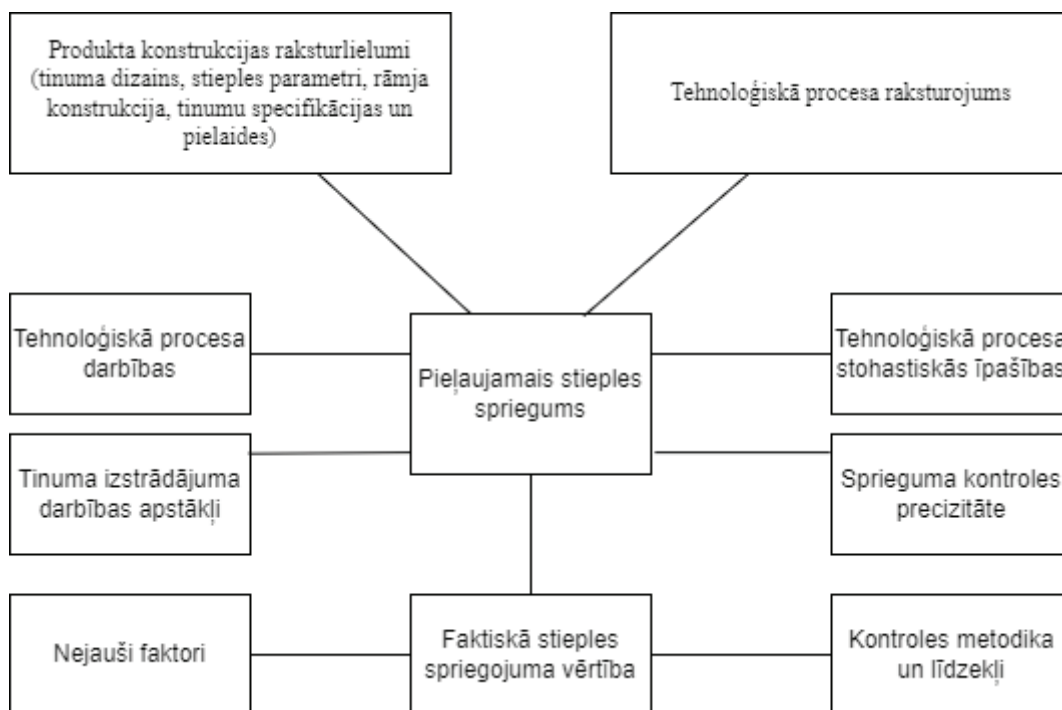 Produkta konstrukcijas raksturlielumi
(tinuma dizains, stieples parametri, rāmja
konstrukcija, tinumu specifikācijas un
pielaides)
Tehnoloģiskā procesa raksturojums
Tehnoloģiskā procesa
darbības
Pieļaujamais stieples
spriegums
Tehnoloģiskā procesa
stohastiskās īpašības
Tinuma izstrādājuma
darbības apstākļi
Sprieguma kontroles
precizitāte
Nejauši faktori
Faktiskā stieples
spriegojuma vērtība
Kontroles metodika
un līdzekļi